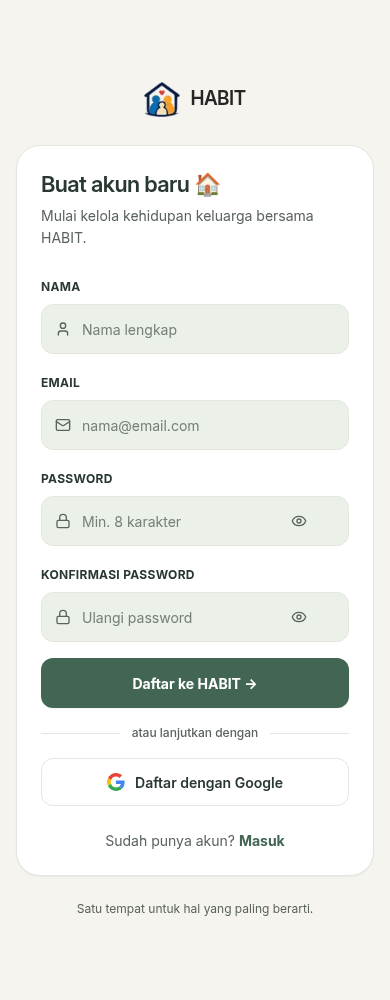 HABIT
Buat akun baru 🏠
Mulai kelola kehidupan keluarga bersama
HABIT.
NAMA
Nama lengkap
EMAIL
nama@email.com
PASSWORD
Min. 8 karakter
KONFIRMASI PASSWORD
Ulangi password
Daftar ke HABIT →
atau lanjutkan dengan
Daftar dengan Google
Sudah punya akun? Masuk
Satu tempat untuk hal yang paling berarti.